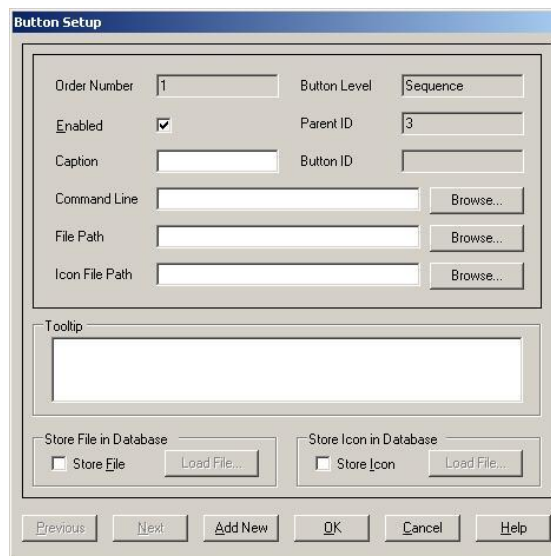 Button Setup
Order Number 1 Button Level Sequence
Enabled Parent ID 3
Caption Button ID
Command Line Browse...
File Path Browse...
Icon File Path Browse...
Tooltip
Store File in Database Store Icon in Database
Store File Load File... Store Icon Load File...
Previous Next Add New OK Cancel Help